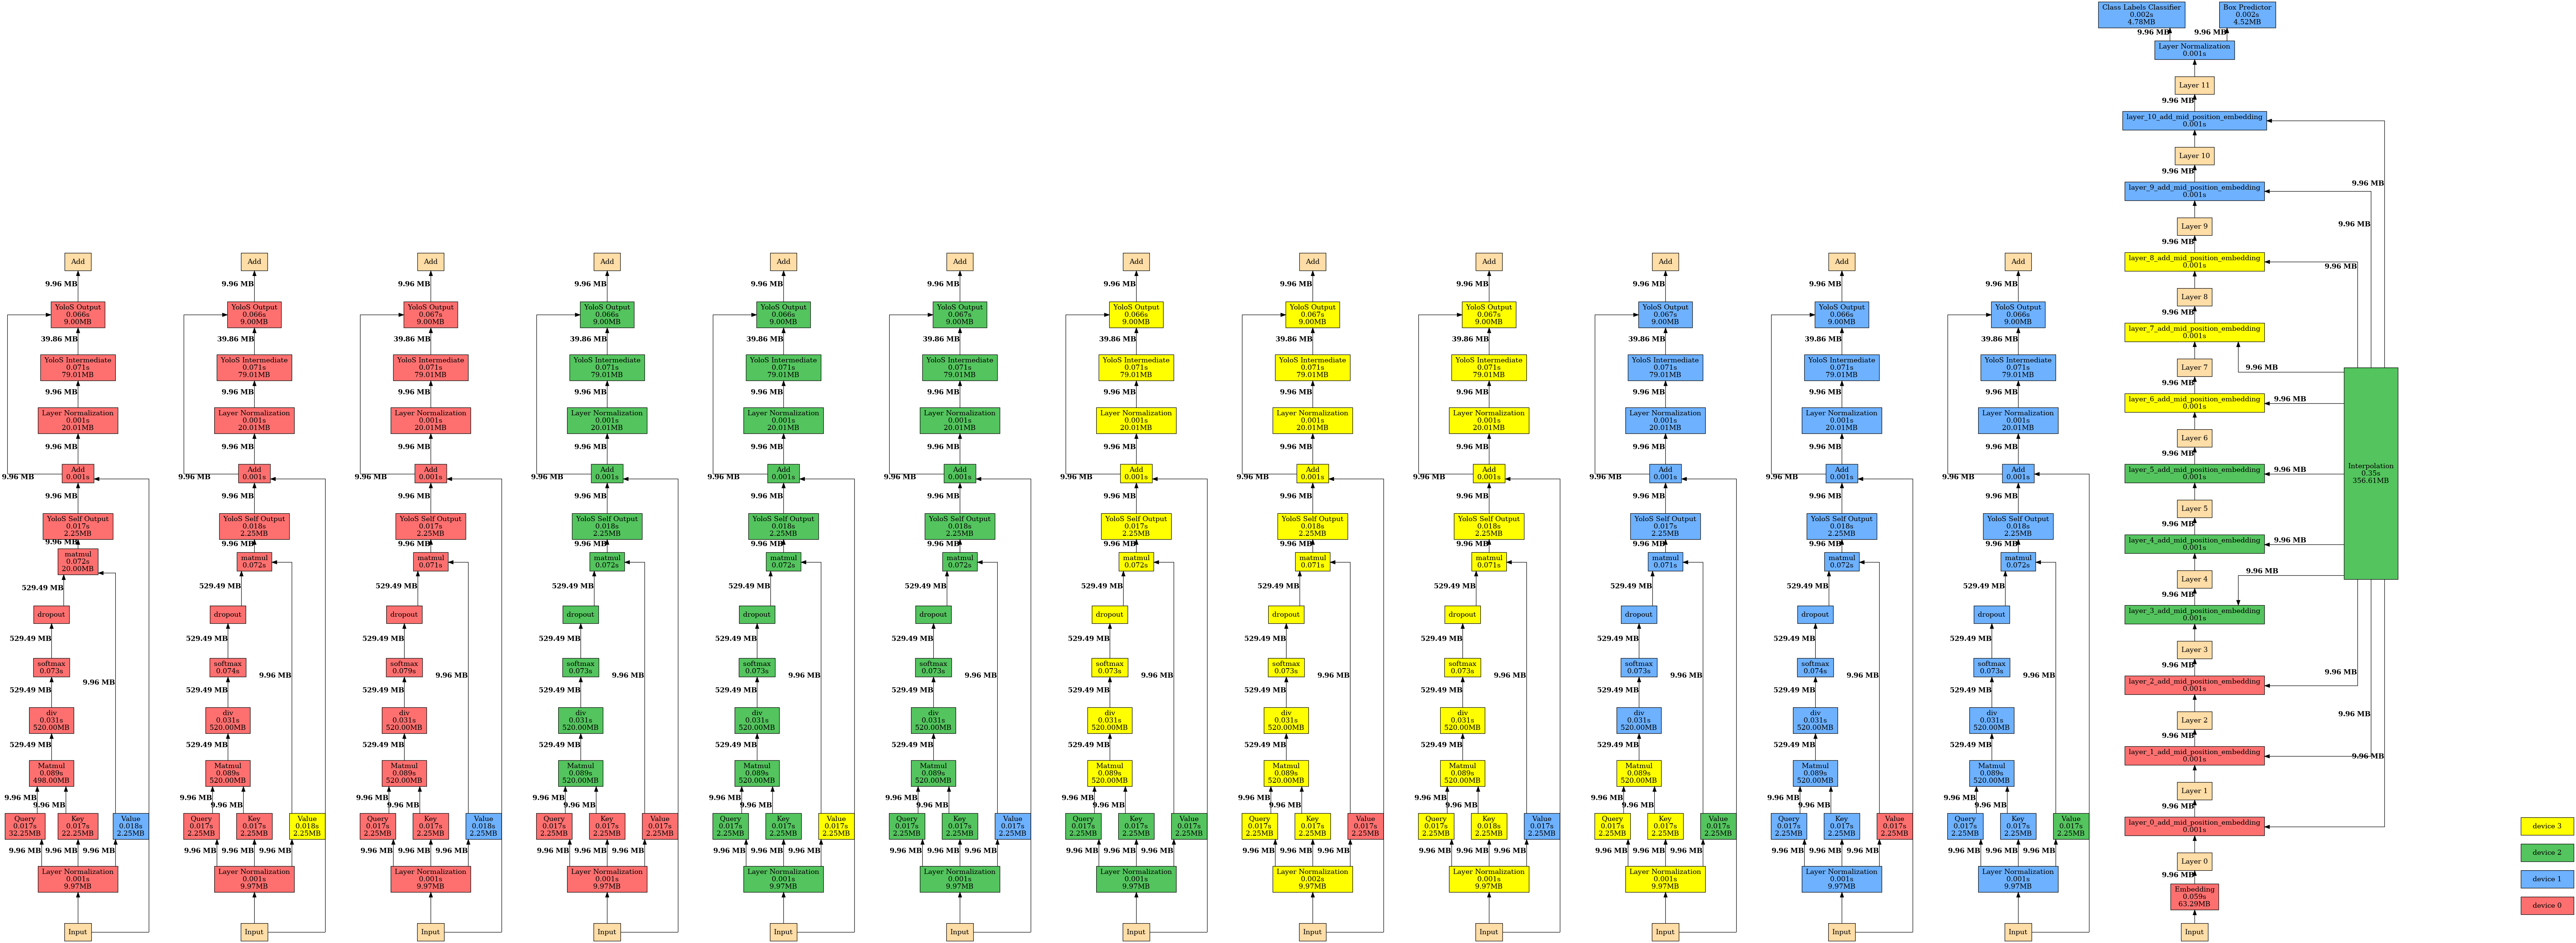 Add
9.96 MB
YoloS Output
0.066s
9.00MB
39.86 MB
YoloS Intermediate
0.071s
79.01MB
9.96 MB
Layer Normalization
0.001s
20.01MB
9.96 MB
Add
0.001s
9.96 MB
9.96 MB
YoloS Self Output
0.017s
2.25MB
9.96 MB
matmul
0.072s
20.00MB
529.49 MB
dropout
529.49 MB
softmax
0.073s
9.96 MB
529.49 MB
div
0.031s
520.00MB
529.49 MB
Matmul
0.089s
498.00MB
9.96 MB
9.96 MB
Query
0.017s
32.25MB
Key
0.017s
22.25MB
Value
0.018s
2.25MB
9.96 MB
9.96 MB
9.96 MB
Layer Normalization
0.001s
9.97MB
Input
Add
9.96 MB
YoloS Output
0.066s
9.00MB
39.86 MB
YoloS Intermediate
0.071s
79.01MB
9.96 MB
Layer Normalization
0.001s
20.01MB
9.96 MB
Add
0.001s
9.96 MB
9.96 MB
YoloS Self Output
0.018s
2.25MB
9.96 MB
matmul
0.072s
529.49 MB
dropout
529.49 MB
softmax
0.074s
9.96 MB
529.49 MB
div
0.031s
520.00MB
529.49 MB
Matmul
0.089s
520.00MB
9.96 MB
9.96 MB
Query
0.017s
2.25MB
Key
0.017s
2.25MB
Value
0.018s
2.25MB
9.96 MB
9.96 MB
9.96 MB
Layer Normalization
0.001s
9.97MB
Input
Add
9.96 MB
YoloS Output
0.067s
9.00MB
39.86 MB
YoloS Intermediate
0.071s
79.01MB
9.96 MB
Layer Normalization
0.001s
20.01MB
9.96 MB
Add
0.001s
9.96 MB
9.96 MB
YoloS Self Output
0.017s
2.25MB
9.96 MB
matmul
0.071s
529.49 MB
dropout
529.49 MB
softmax
0.079s
9.96 MB
529.49 MB
div
0.031s
520.00MB
529.49 MB
Matmul
0.089s
520.00MB
9.96 MB
9.96 MB
Query
0.017s
2.25MB
Key
0.017s
2.25MB
Value
0.018s
2.25MB
9.96 MB
9.96 MB
9.96 MB
Layer Normalization
0.001s
9.97MB
Input
Add
9.96 MB
YoloS Output
0.066s
9.00MB
39.86 MB
YoloS Intermediate
0.071s
79.01MB
9.96 MB
Layer Normalization
0.001s
20.01MB
9.96 MB
Add
0.001s
9.96 MB
9.96 MB
YoloS Self Output
0.018s
2.25MB
9.96 MB
matmul
0.072s
529.49 MB
dropout
529.49 MB
softmax
0.073s
9.96 MB
529.49 MB
div
0.031s
520.00MB
529.49 MB
Matmul
0.089s
520.00MB
9.96 MB
9.96 MB
Query
0.017s
2.25MB
Key
0.017s
2.25MB
Value
0.017s
2.25MB
9.96 MB
9.96 MB
9.96 MB
Layer Normalization
0.001s
9.97MB
Input
Add
9.96 MB
YoloS Output
0.066s
9.00MB
39.86 MB
YoloS Intermediate
0.071s
79.01MB
9.96 MB
Layer Normalization
0.001s
20.01MB
9.96 MB
Add
0.001s
9.96 MB
9.96 MB
YoloS Self Output
0.018s
2.25MB
9.96 MB
matmul
0.072s
529.49 MB
dropout
529.49 MB
softmax
0.073s
9.96 MB
529.49 MB
div
0.031s
520.00MB
529.49 MB
Matmul
0.089s
520.00MB
9.96 MB
9.96 MB
Query
0.017s
2.25MB
Key
0.017s
2.25MB
Value
0.017s
2.25MB
9.96 MB
9.96 MB
9.96 MB
Layer Normalization
0.001s
9.97MB
Input
Add
9.96 MB
YoloS Output
0.067s
9.00MB
39.86 MB
YoloS Intermediate
0.071s
79.01MB
9.96 MB
Layer Normalization
0.001s
20.01MB
9.96 MB
Add
0.001s
9.96 MB
9.96 MB
YoloS Self Output
0.018s
2.25MB
9.96 MB
matmul
0.072s
529.49 MB
dropout
529.49 MB
softmax
0.073s
9.96 MB
529.49 MB
div
0.031s
520.00MB
529.49 MB
Matmul
0.089s
520.00MB
9.96 MB
9.96 MB
Query
0.017s
2.25MB
Key
0.017s
2.25MB
Value
0.017s
2.25MB
9.96 MB
9.96 MB
9.96 MB
Layer Normalization
0.001s
9.97MB
Input
Add
9.96 MB
YoloS Output
0.066s
9.00MB
39.86 MB
YoloS Intermediate
0.071s
79.01MB
9.96 MB
Layer Normalization
0.001s
20.01MB
9.96 MB
Add
0.001s
9.96 MB
9.96 MB
YoloS Self Output
0.017s
2.25MB
9.96 MB
matmul
0.072s
529.49 MB
dropout
529.49 MB
softmax
0.073s
9.96 MB
529.49 MB
div
0.031s
520.00MB
529.49 MB
Matmul
0.089s
520.00MB
9.96 MB
9.96 MB
Query
0.017s
2.25MB
Key
0.017s
2.25MB
Value
0.017s
2.25MB
9.96 MB
9.96 MB
9.96 MB
Layer Normalization
0.001s
9.97MB
Input
Add
9.96 MB
YoloS Output
0.067s
9.00MB
39.86 MB
YoloS Intermediate
0.071s
79.01MB
9.96 MB
Layer Normalization
0.001s
20.01MB
9.96 MB
Add
0.001s
9.96 MB
9.96 MB
YoloS Self Output
0.018s
2.25MB
9.96 MB
matmul
0.071s
529.49 MB
dropout
529.49 MB
softmax
0.073s
9.96 MB
529.49 MB
div
0.031s
520.00MB
529.49 MB
Matmul
0.089s
520.00MB
9.96 MB
9.96 MB
Query
0.017s
2.25MB
Key
0.017s
2.25MB
Value
0.017s
2.25MB
9.96 MB
9.96 MB
9.96 MB
Layer Normalization
0.002s
9.97MB
Input
Add
9.96 MB
YoloS Output
0.067s
9.00MB
39.86 MB
YoloS Intermediate
0.071s
79.01MB
9.96 MB
Layer Normalization
0.001s
20.01MB
9.96 MB
Add
0.001s
9.96 MB
9.96 MB
YoloS Self Output
0.018s
2.25MB
9.96 MB
matmul
0.071s
529.49 MB
dropout
529.49 MB
softmax
0.073s
9.96 MB
529.49 MB
div
0.031s
520.00MB
529.49 MB
Matmul
0.089s
520.00MB
9.96 MB
9.96 MB
Query
0.017s
2.25MB
Key
0.018s
2.25MB
Value
0.017s
2.25MB
9.96 MB
9.96 MB
9.96 MB
Layer Normalization
0.001s
9.97MB
Input
Add
9.96 MB
YoloS Output
0.067s
9.00MB
39.86 MB
YoloS Intermediate
0.071s
79.01MB
9.96 MB
Layer Normalization
0.001s
20.01MB
9.96 MB
Add
0.001s
9.96 MB
9.96 MB
YoloS Self Output
0.017s
2.25MB
9.96 MB
matmul
0.071s
529.49 MB
dropout
529.49 MB
softmax
0.073s
9.96 MB
529.49 MB
div
0.031s
520.00MB
529.49 MB
Matmul
0.089s
520.00MB
9.96 MB
9.96 MB
Query
0.017s
2.25MB
Key
0.017s
2.25MB
Value
0.017s
2.25MB
9.96 MB
9.96 MB
9.96 MB
Layer Normalization
0.001s
9.97MB
Input
Add
9.96 MB
YoloS Output
0.066s
9.00MB
39.86 MB
YoloS Intermediate
0.071s
79.01MB
9.96 MB
Layer Normalization
0.001s
20.01MB
9.96 MB
Add
0.001s
9.96 MB
9.96 MB
YoloS Self Output
0.018s
2.25MB
9.96 MB
matmul
0.072s
529.49 MB
dropout
529.49 MB
softmax
0.074s
9.96 MB
529.49 MB
div
0.031s
520.00MB
529.49 MB
Matmul
0.089s
520.00MB
9.96 MB
9.96 MB
Query
0.017s
2.25MB
Key
0.017s
2.25MB
Value
0.017s
2.25MB
9.96 MB
9.96 MB
9.96 MB
Layer Normalization
0.001s
9.97MB
Input
Add
9.96 MB
YoloS Output
0.066s
9.00MB
39.86 MB
YoloS Intermediate
0.071s
79.01MB
9.96 MB
Layer Normalization
0.001s
20.01MB
9.96 MB
Add
0.001s
9.96 MB
9.96 MB
YoloS Self Output
0.018s
2.25MB
9.96 MB
matmul
0.072s
529.49 MB
dropout
529.49 MB
softmax
0.073s
9.96 MB
529.49 MB
div
0.031s
520.00MB
529.49 MB
Matmul
0.089s
520.00MB
9.96 MB
9.96 MB
Query
0.017s
2.25MB
Key
0.017s
2.25MB
Value
0.017s
2.25MB
9.96 MB
9.96 MB
9.96 MB
Layer Normalization
0.001s
9.97MB
Input
Class Labels Classifier
0.002s
4.78MB
Box Predictor
0.002s
4.52MB
9.96 MB
9.96 MB
Layer Normalization
0.001s
Layer 11
9.96 MB
layer_10_add_mid_position_embedding
0.001s
Layer 10
9.96 MB
9.96 MB
layer_9_add_mid_position_embedding
0.001s
9.96 MB
Layer 9
9.96 MB
layer_8_add_mid_position_embedding
0.001s
9.96 MB
Layer 8
9.96 MB
layer_7_add_mid_position_embedding
0.001s
Layer 7
9.96 MB
9.96 MB
layer_6_add_mid_position_embedding
0.001s
9.96 MB
Layer 6
9.96 MB
layer_5_add_mid_position_embedding
0.001s
9.96 MB
Interpolation
0.35s
356.61MB
Layer 5
9.96 MB
layer_4_add_mid_position_embedding
0.001s
9.96 MB
Layer 4
9.96 MB
9.96 MB
layer_3_add_mid_position_embedding
0.001s
Layer 3
9.96 MB
9.96 MB
layer_2_add_mid_position_embedding
0.001s
9.96 MB
Layer 2
9.96 MB
layer_1_add_mid_position_embedding
0.001s
9.96 MB
Layer 1
9.96 MB
layer_0_add_mid_position_embedding
0.001s
Layer 0
9.96 MB
Embedding
0.059s
63.29MB
Input
device 3
device 2
device 1
device 0